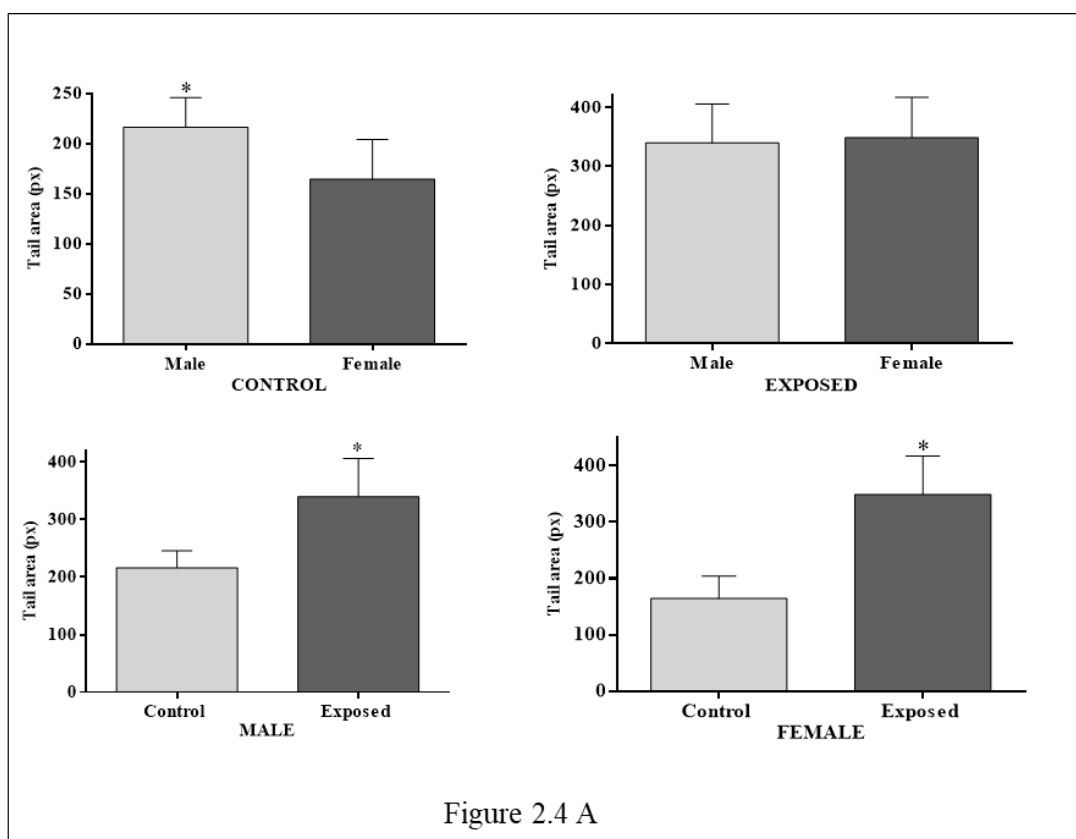 *
250
200
150
100
50
0
Tail area (px)
Male
Female
CONTROL
400
300
200
100
0
Tail area (px)
Male
Female
EXPOSED
*
400
300
200
100
0
Tail area (px)
Control
Exposed
MALE
*
400
300
200
100
0
Tail area (px)
Control
Exposed
FEMALE
Figure 2.4 A